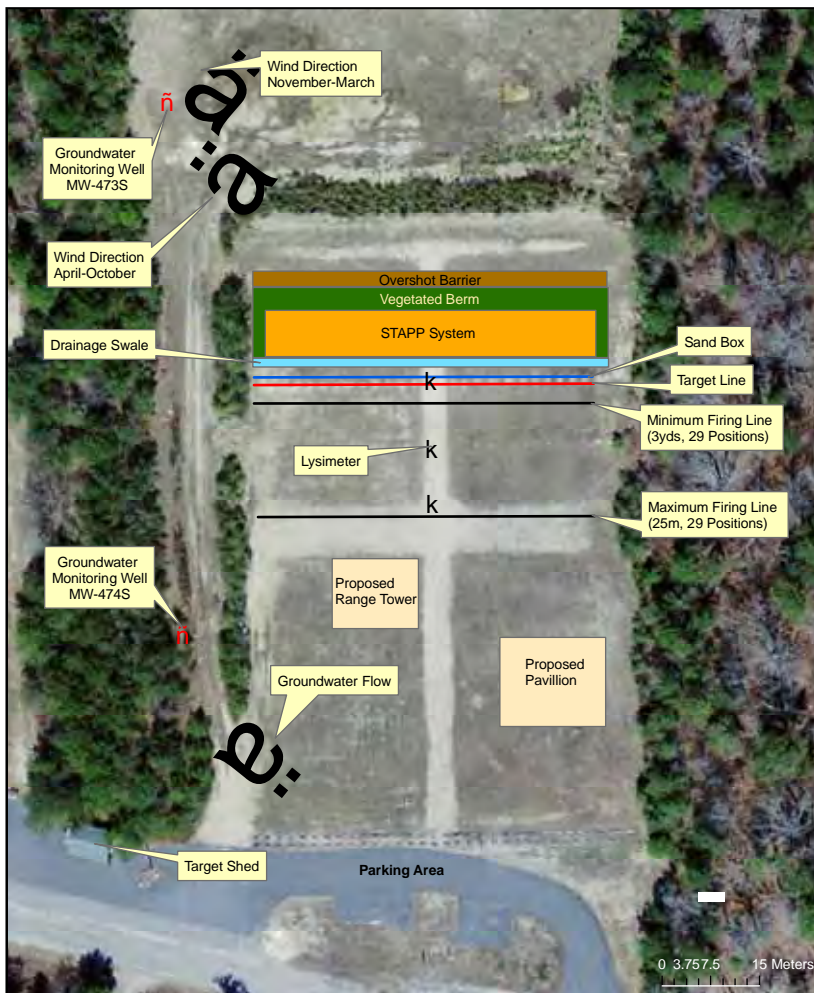 Wind Direction
November-March
ä
ñ
Groundwater
Monitoring Well
MW-473S
ä
Wind Direction
April-October
Overshot Barrier
Vegetated Berm
STAPP System
Drainage Swale
Sand Box
k
Target Line
Minimum Firing Line
(3yds, 29 Positions)
Lysimeter
k
k
Maximum Firing Line
(25m, 29 Positions)
Groundwater
Monitoring Well
MW-474S
ñ
Proposed
Range Tower
Proposed
Pavillion
Groundwater Flow
ä
Target Shed
Parking Area
0 3.757.5 15 Meters